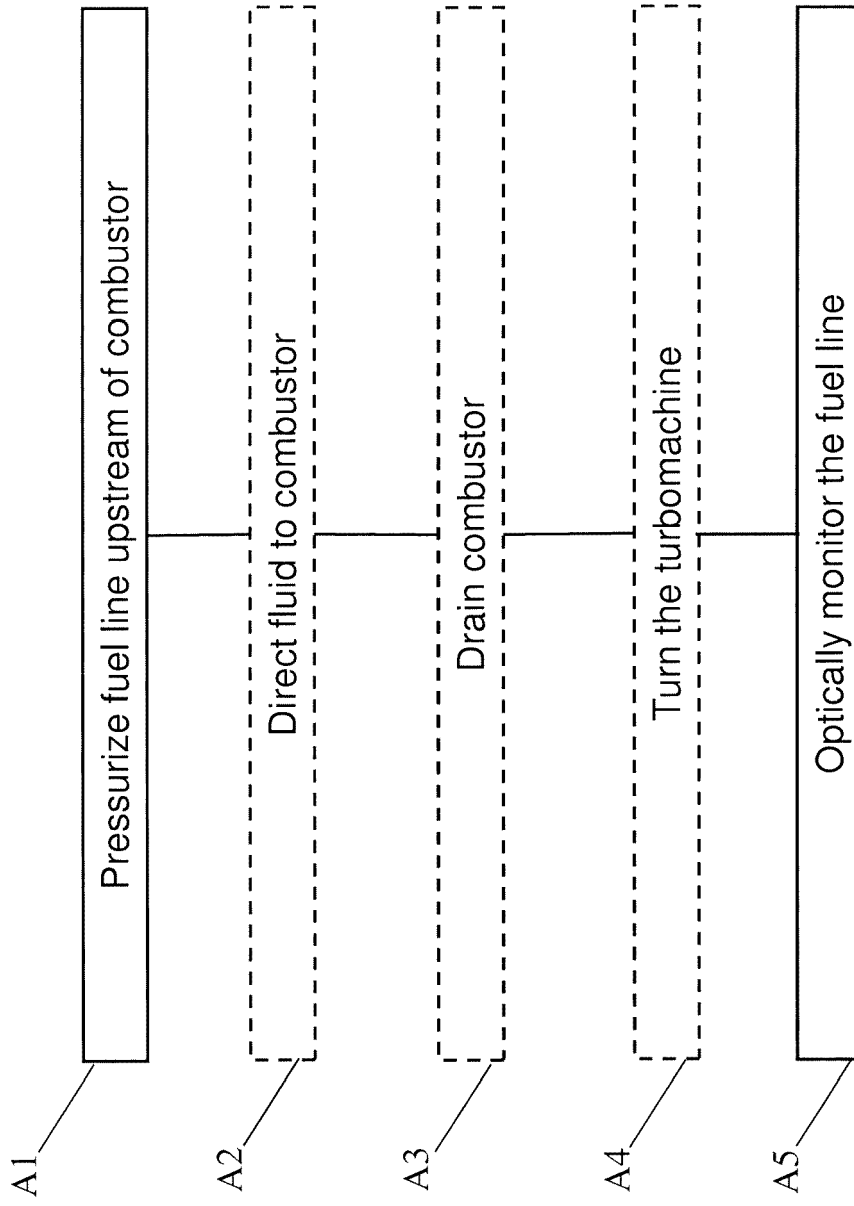 A1
Pressurize fuel line upstream of combustor
A2
Direct fluid to combustor
A3
Drain combustor
A4
Turn the turbomachine
A5
Optically monitor the fuel line